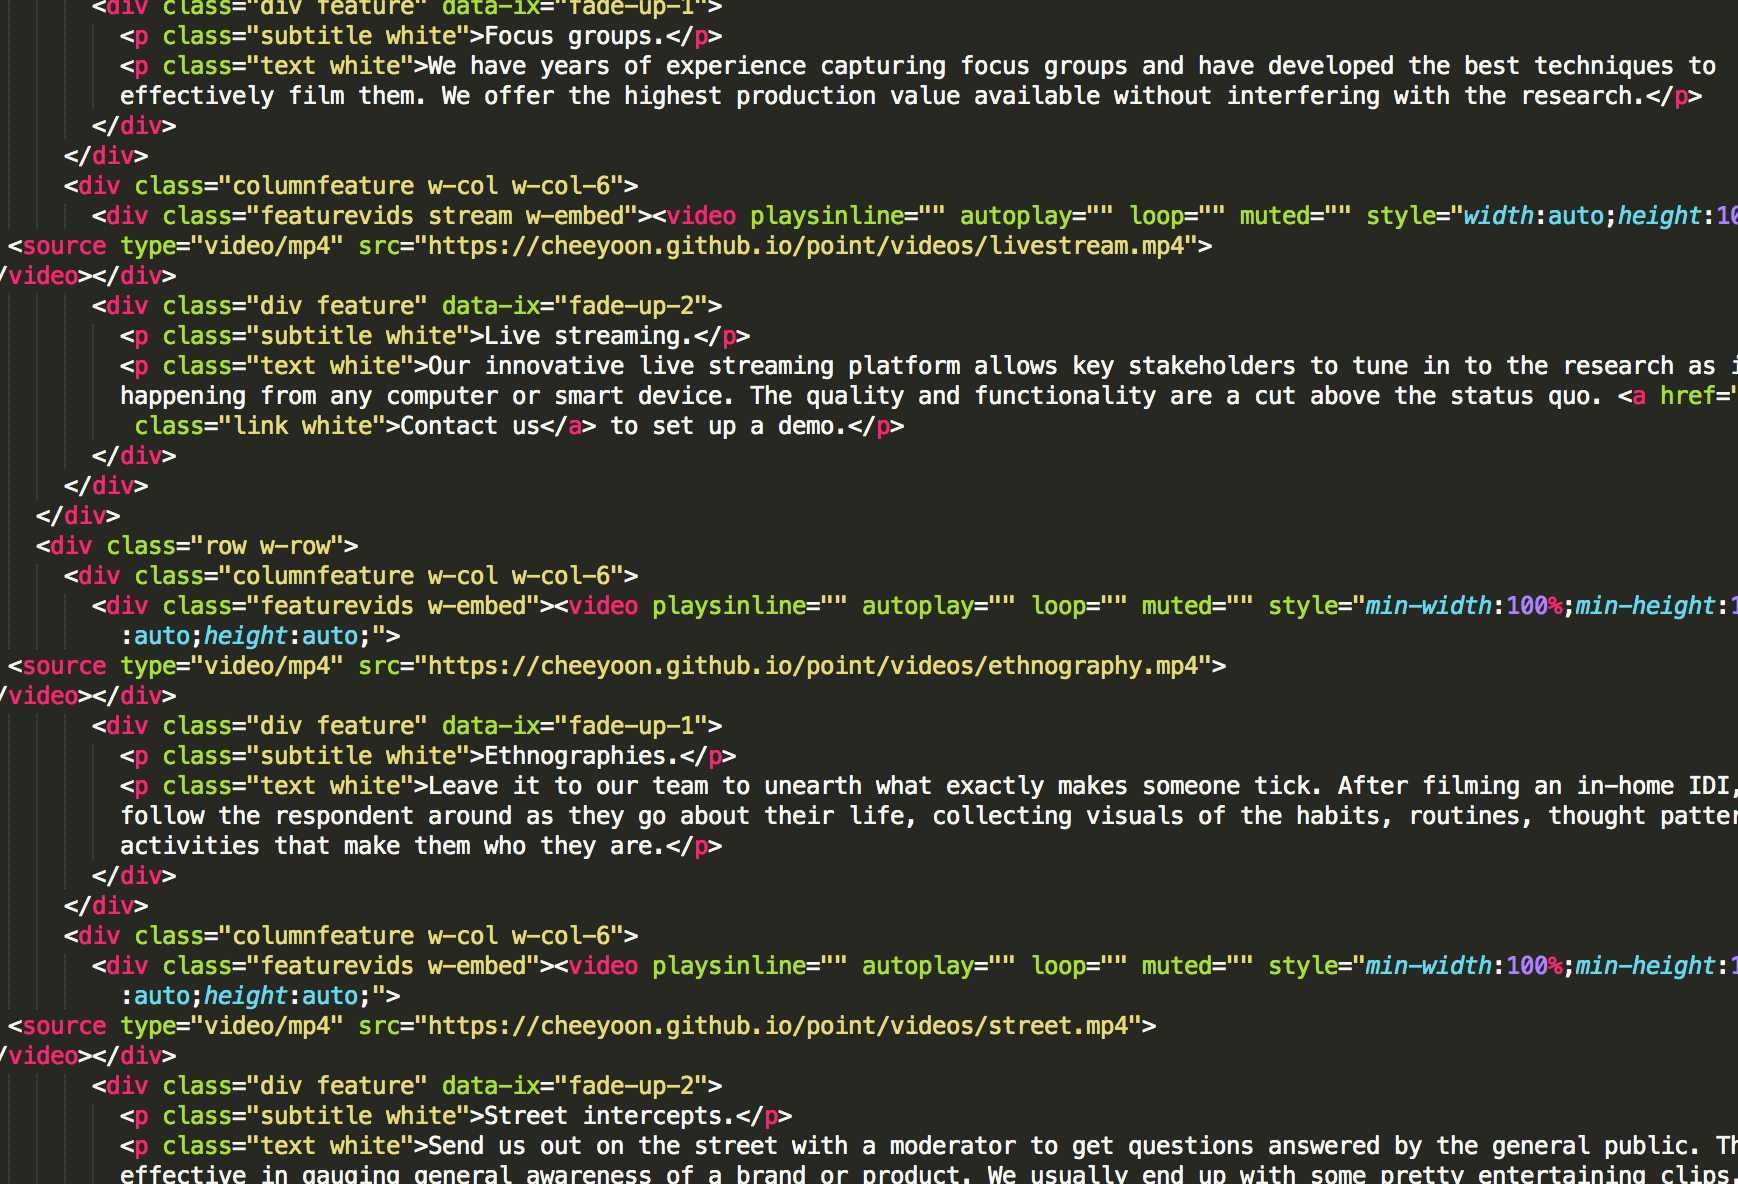 <div class="div feature" data-ix="fade-up-1">
<p class="subtitle white">Focus groups.</p>
<p class="text white">We have years of experience capturing focus groups and have developed the best techniques to
effectively film them. We offer the highest production value available without interfering with the research.</p>
</div>
</div>
<div class="columnfeature w-col w-col-6">
<div class="featurevids stream w-embed"><video playsinline="" autoplay="" loop="" muted="" style="width:auto;height:10
<source type="video/mp4" src="https://cheeyoon.github.io/point/videos/livestream.mp4">
/video></div>
<div class="div feature" data-ix="fade-up-2">
<p class="subtitle white">Live streaming.</p>
<p class="text white">Our innovative live streaming platform allows key stakeholders to tune in to the research as i
happening from any computer or smart device. The quality and functionality are a cut above the status quo. <a href="
class="link white">Contact us</a> to set up a demo.</p>
</div>
</div>
</div>
<div class="row w-row">
<div class="columnfeature w-col w-col-6">
<div class="featurevids w-embed"><video playsinline="" autoplay="" loop="" muted="" style="min-width:100%;min-height:1
:auto;height:auto;">
<source type="video/mp4" src="https://cheeyoon.github.io/point/videos/ethnography.mp4">
/video></div>
<div class="div feature" data-ix="fade-up-1">
<p class="subtitle white">Ethnographies.</p>
<p class="text white">Leave it to our team to unearth what exactly makes someone tick. After filming an in-home IDI,
follow the respondent around as they go about their life, collecting visuals of the habits, routines, thought patter
activities that make them who they are.</p>
</div>
</div>
<div class="columnfeature w-col w-col-6">
<div class="featurevids w-embed"><video playsinline="" autoplay="" loop="" muted="" style="min-width:100%;min-height:1
:auto;height:auto;">
<source type="video/mp4" src="https://cheeyoon.github.io/point/videos/street.mp4">
/video></div>
<div class="div feature" data-ix="fade-up-2">
<p class="subtitle white">Street intercepts.</p>
<p class="text white">Send us out on the street with a moderator to get questions answered by the general public. Th
effective in gauging general awareness of a brand or product. We usually end up with some pretty entertaining clips.